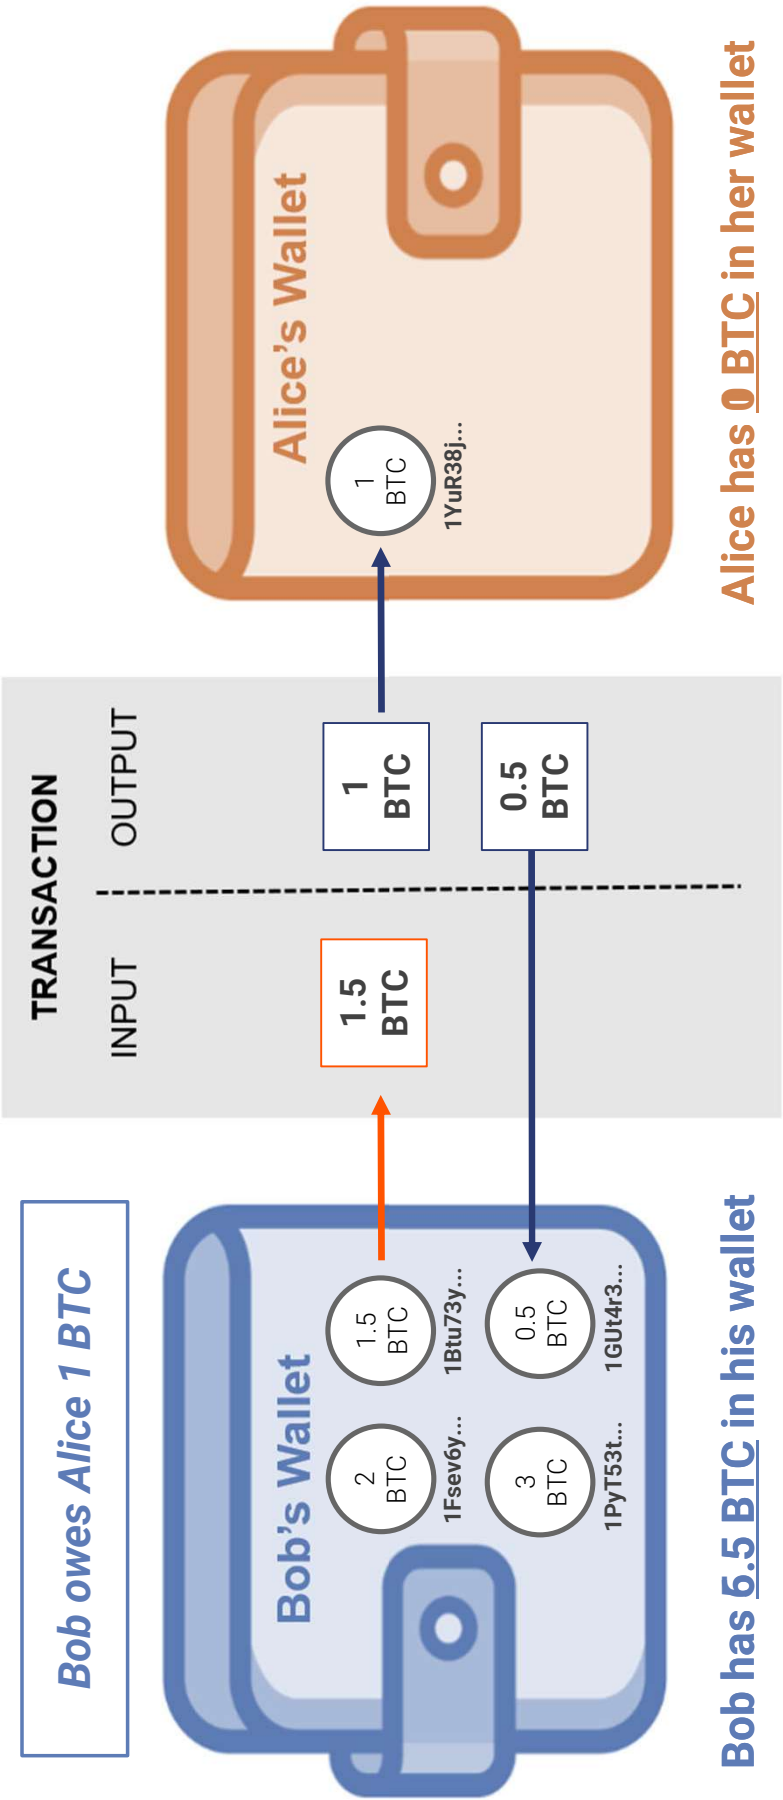 Bob owes Alice 1 BTC
TRANSACTION
INPUT
OUTPUT
Bob's Wallet
2
BTC
1Fsev6y...
1.5
BTC
1Btu73y...
3
BTC
1PyT53t...
0.5
BTC
1GUt4r3...
1.5
BTC
1
BTC
0.5
BTC
Alice's Wallet
1
BTC
1YuR38j...
Bob has 6.5 BTC in his wallet
Alice has 0 BTC in her wallet